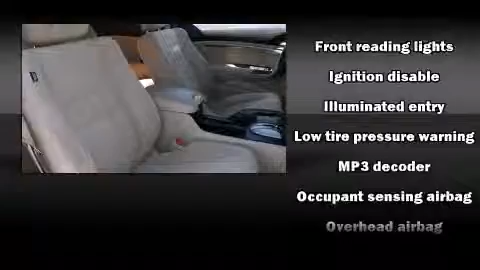 Front reading lights
Ignition disable
Illuminated entry
Low tire pressure warning
MP3 decoder
Occupant sensing airbag
Overhead airbag